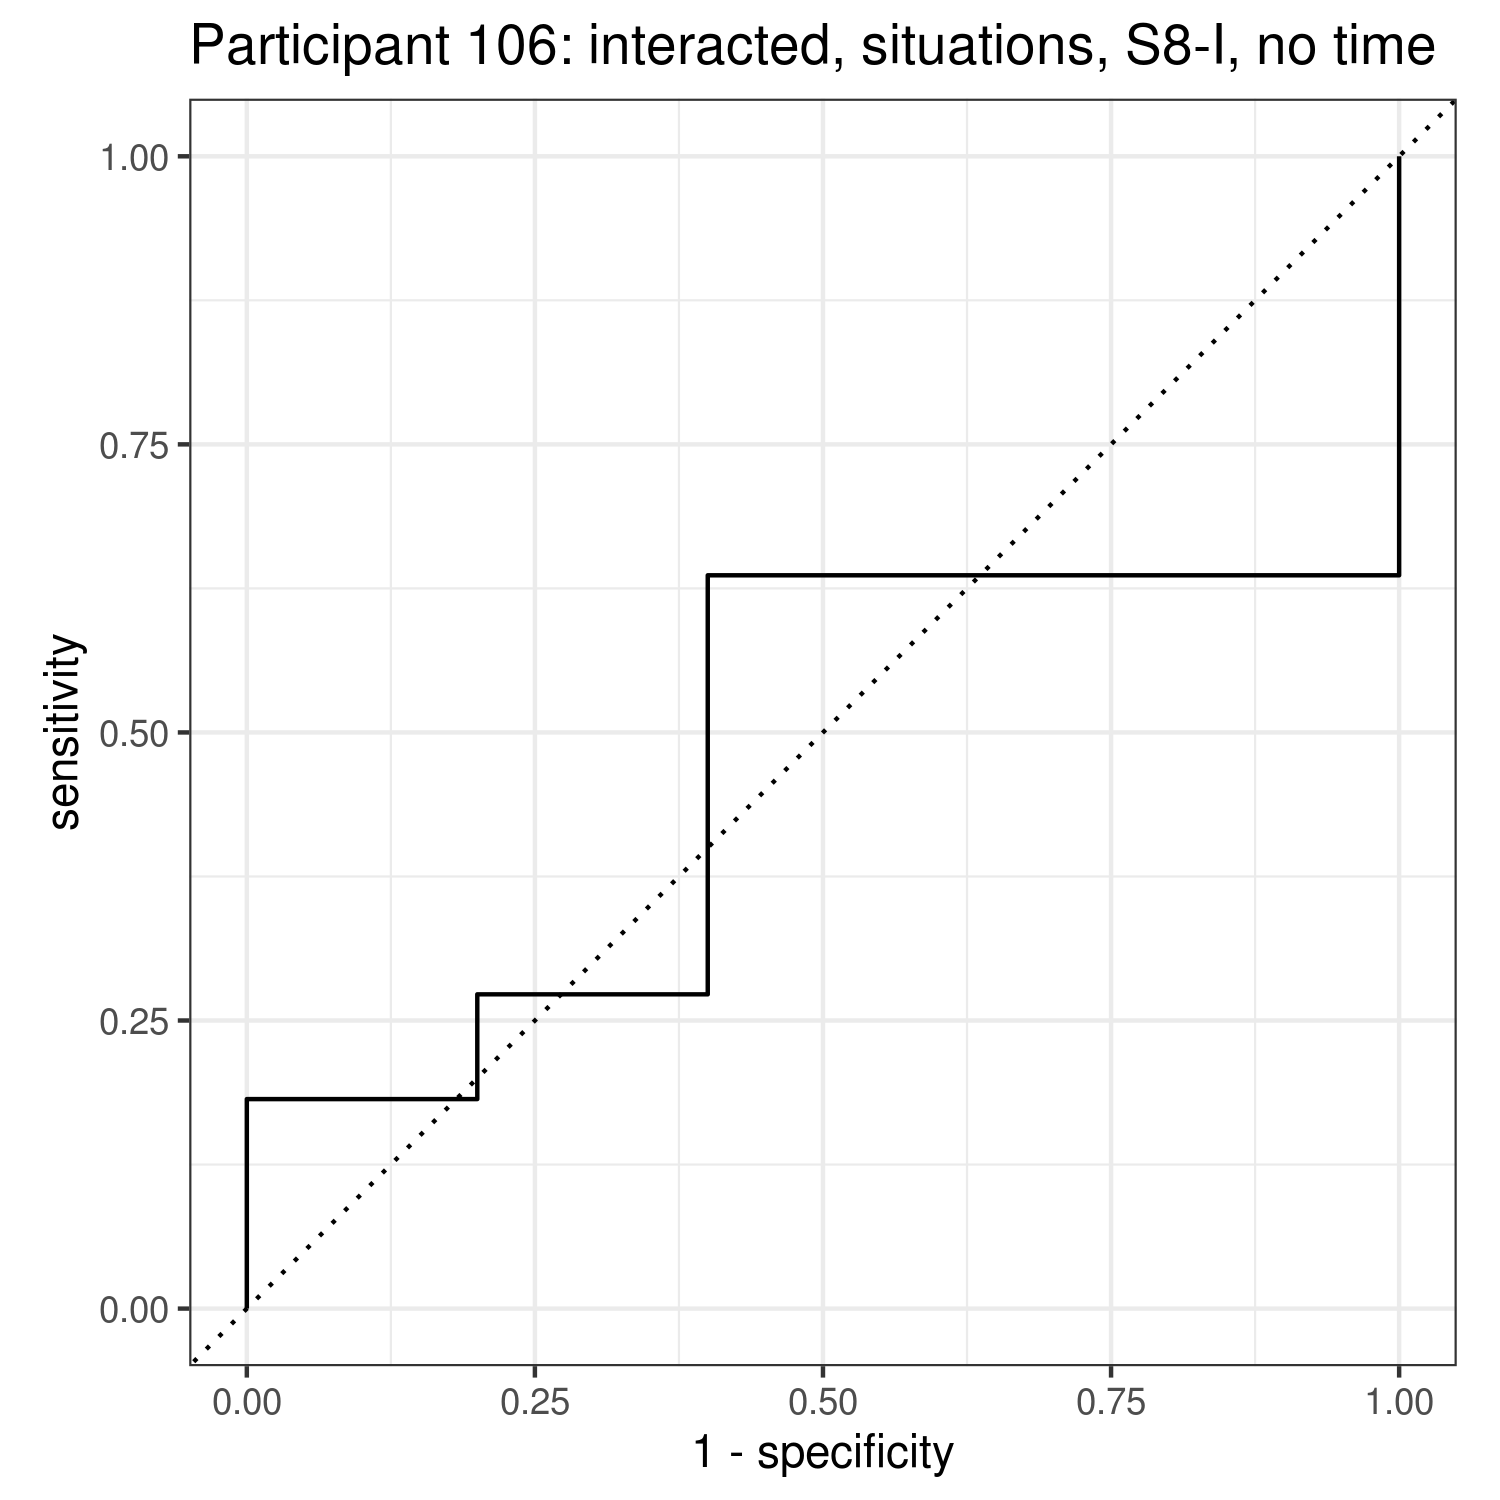 Participant 106: interacted, situations, S8-I, no time
1.00
0.75
0.50
0.25
0.00
sensitivity
0.00 0.25 0.50 0.75 1.00
1 - specificity